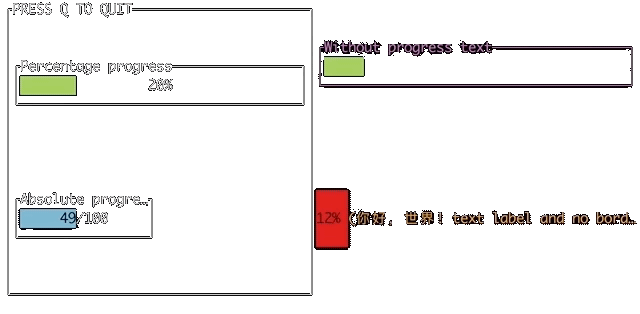 PRESS Q TO QUIT
Without progress text
Percentage progress
20%
Absolute progre…
49/100
12% (你好, 世界! text label and no bord…